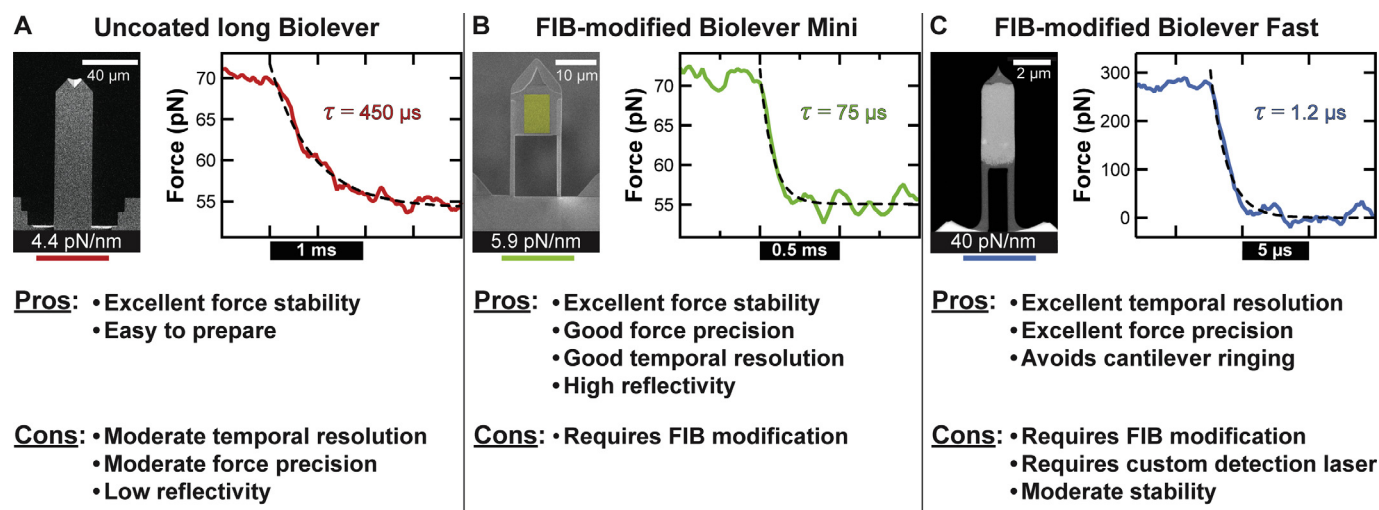 A Uncoated long Biolever
40 µm
4.4 pN/nm
Force (pN)
70
65
60
55
τ = 450 µs
1 ms
Pros: • Excellent force stability
• Easy to prepare
Cons: • Moderate temporal resolution
• Moderate force precision
• Low reflectivity
B FIB-modified Biolever Mini
10 µm
5.9 pN/nm
Force (pN)
70
65
60
55
τ = 75 µs
0.5 ms
Pros: • Excellent force stability
• Good force precision
• Good temporal resolution
• High reflectivity
Cons: • Requires FIB modification
C FIB-modified Biolever Fast
2 µm
40 pN/nm
Force (pN)
300
200
100
0
τ = 1.2 µs
5 µs
Pros: • Excellent temporal resolution
• Excellent force precision
• Avoids cantilever ringing
Cons: • Requires FIB modification
• Requires custom detection laser
• Moderate stability